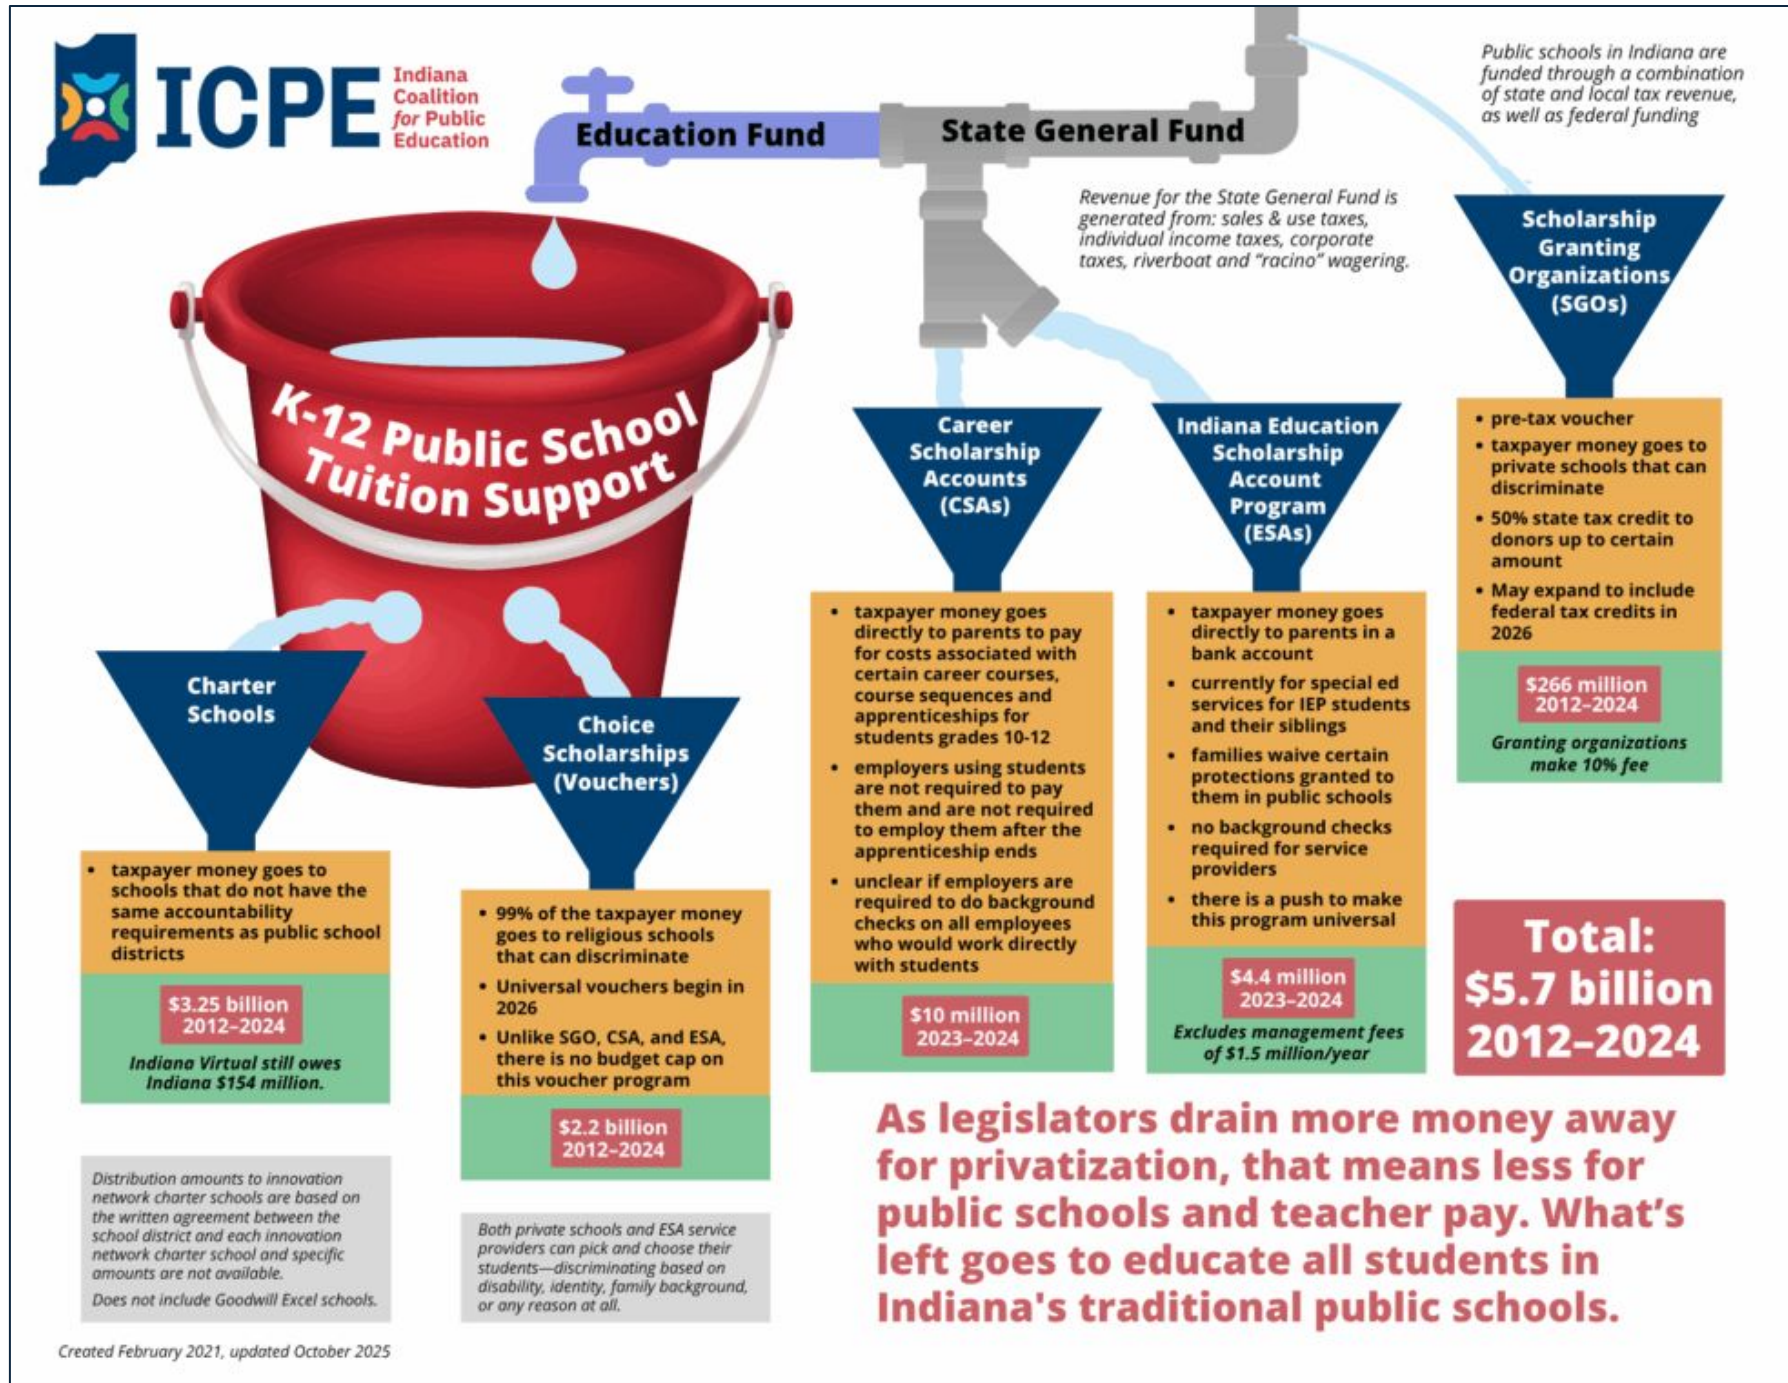 ICPE
Indiana
Coalition
for Public
Education
Education Fund
State General Fund
Public schools in Indiana are
funded through a combination
of state and local tax revenue,
as well as federal funding
Revenue for the State General Fund is
generated from: sales & use taxes,
individual income taxes, corporate
taxes, riverboat and “racino” wagering.
K-12 Public School
Tuition Support
Charter
Schools
• taxpayer money goes to
schools that do not have the
same accountability
requirements as public school
districts
$3.25 billion
2012–2024
Indiana Virtual still owes
Indiana $154 million.
Distribution amounts to innovation
network charter schools are based on
the written agreement between the
school district and each innovation
network charter school and specific
amounts are not available.
Does not include Goodwill Excel schools.
Choice
Scholarships
(Vouchers)
• 99% of the taxpayer money
goes to religious schools
that can discriminate
• Universal vouchers begin in
2026
• Unlike SGO, CSA, and ESA,
there is no budget cap on
this voucher program
$2.2 billion
2012–2024
Both private schools and ESA service
providers can pick and choose their
students—discriminating based on
disability, identity, family background,
or any reason at all.
Career
Scholarship
Accounts
(CSAs)
• taxpayer money goes
directly to parents to pay
for costs associated with
certain career courses,
course sequences and
apprenticeships for
students grades 10-12
• employers using students
are not required to pay
them and are not required
to employ them after the
apprenticeship ends
• unclear if employers are
required to do background
checks on all employees
who would work directly
with students
$10 million
2023–2024
Indiana Education
Scholarship
Account
Program
(ESAs)
• taxpayer money goes
directly to parents in a
bank account
• currently for special ed
services for IEP students
and their siblings
• families waive certain
protections granted to
them in public schools
• no background checks
required for service
providers
• there is a push to make
this program universal
$4.4 million
2023–2024
Excludes management fees
of $1.5 million/year
Scholarship
Granting
Organizations
(SGOs)
• pre-tax voucher
• taxpayer money goes to
private schools that can
discriminate
• 50% state tax credit to
donors up to certain
amount
• May expand to include
federal tax credits in
2026
$266 million
2012–2024
Granting organizations
make 10% fee
Total:
$5.7 billion
2012–2024
As legislators drain more money away
for privatization, that means less for
public schools and teacher pay. What’s
left goes to educate all students in
Indiana's traditional public schools.
Created February 2021, updated October 2025